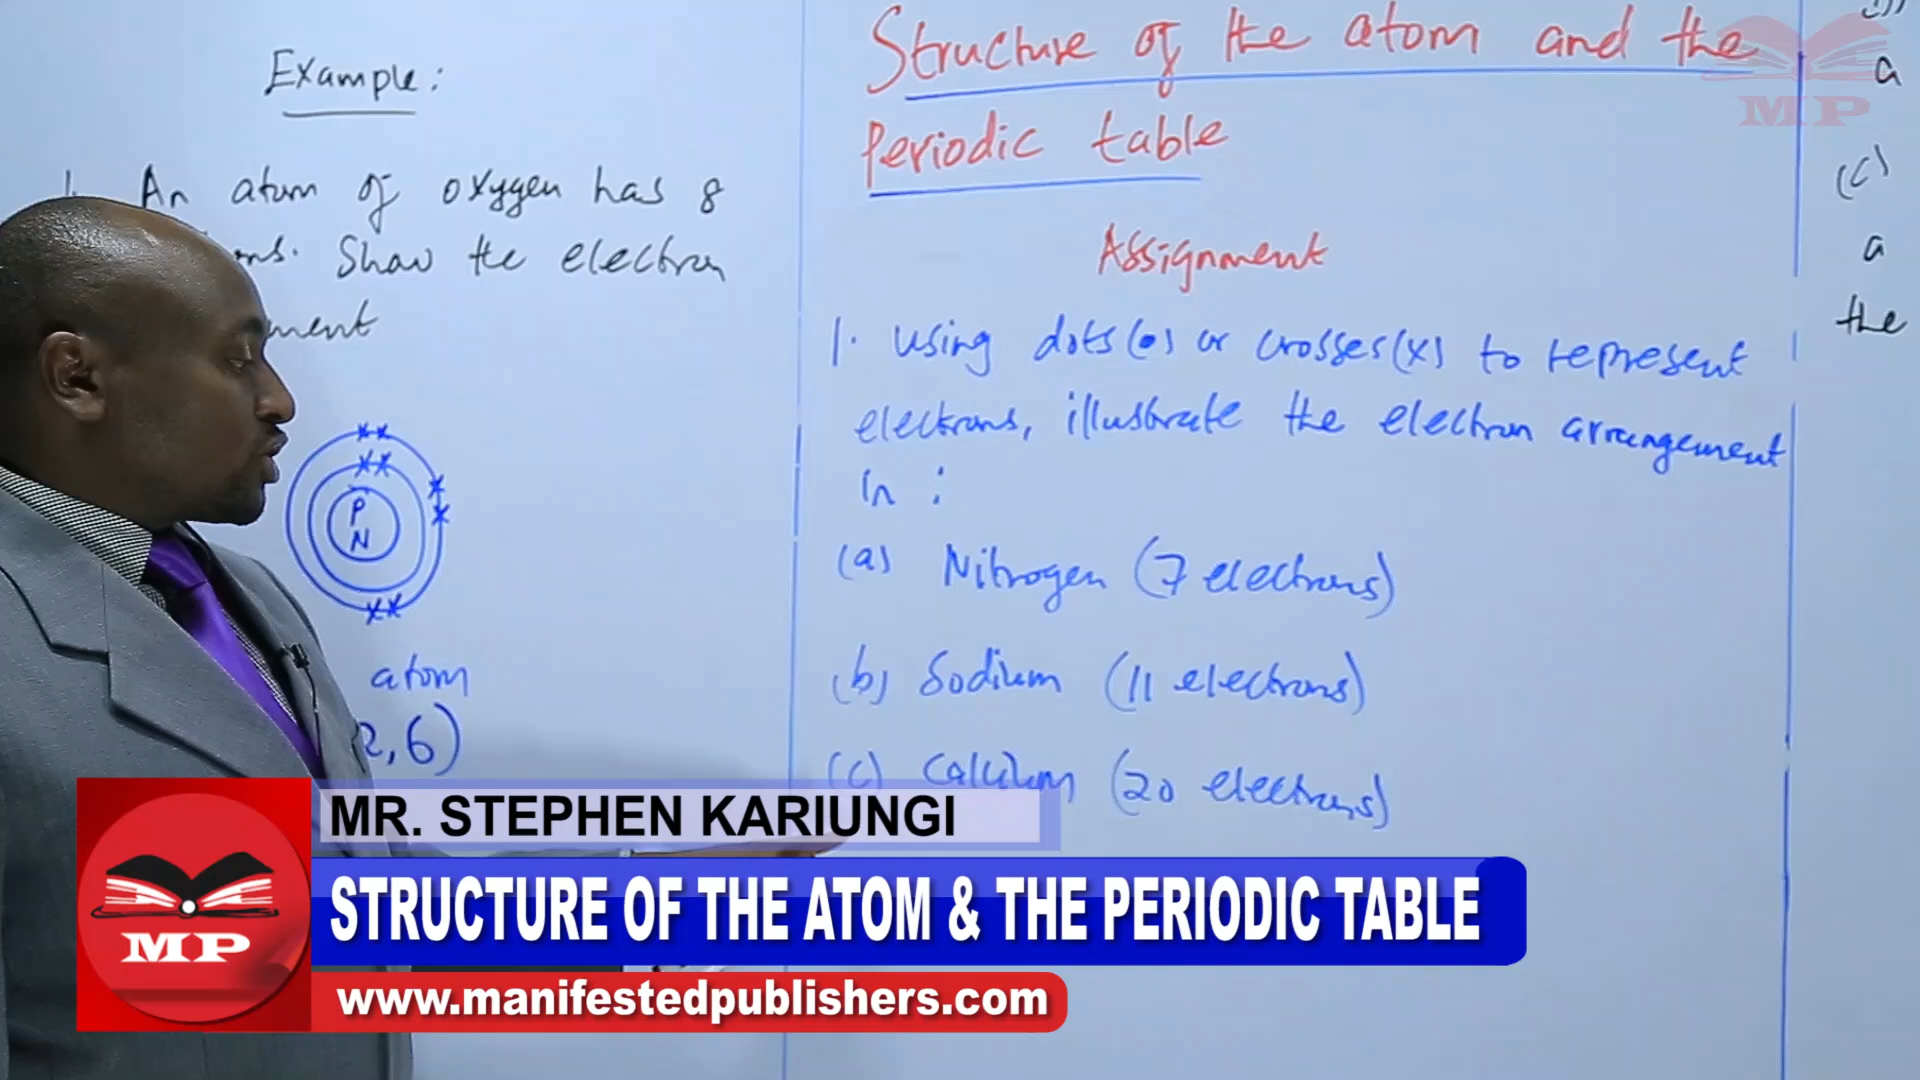 Example:
1. An atom of oxygen has 8
ons. Show the electron
ment
P
N
atom
2,6)
Structure of the atom and the
Periodic table
Assignment
1. Using dots(•) or crosses(x) to represent
electrons, illustrate the electron arrangement
in :
(a) Nitrogen (7 electrons)
(b) Sodium (11 electrons)
(c) Calcium (20 electrons)
a
(c)
a
the
MP
MR. STEPHEN KARIUNGI
STRUCTURE OF THE ATOM & THE PERIODIC TABLE
www.manifestedpublishers.com
MP